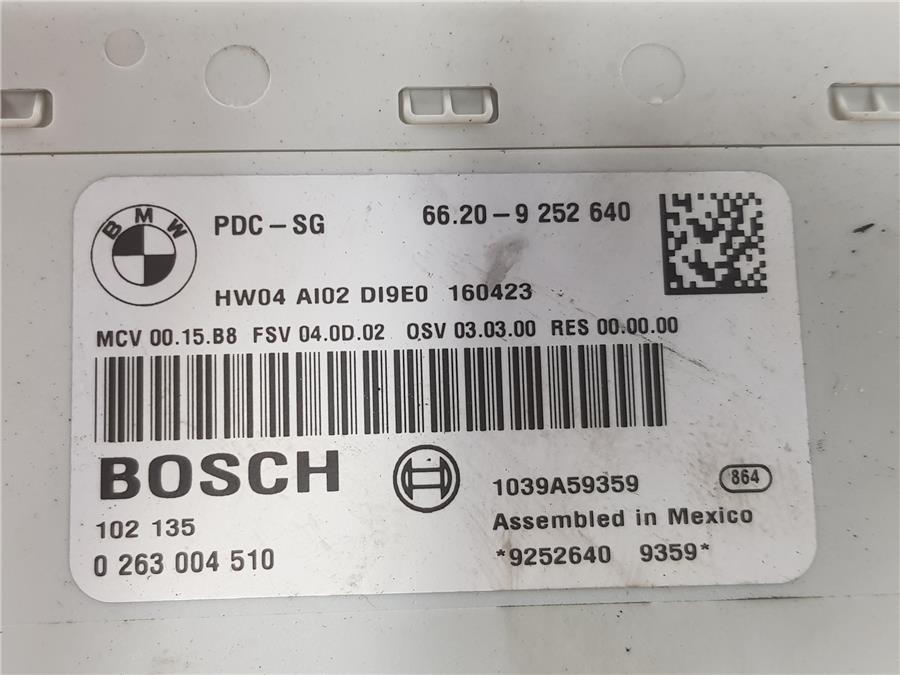 BMW PDC-SG 66.20-9 252 640
HW04 AI02 DI9E0 160423
MCV 00.15.B8 FSV 04.0D.02 QSV 03.03.00 RES 00.00.00
BOSCH
1039A59359 864
102 135
Assembled in Mexico
0 263 004 510
*9252640 9359*